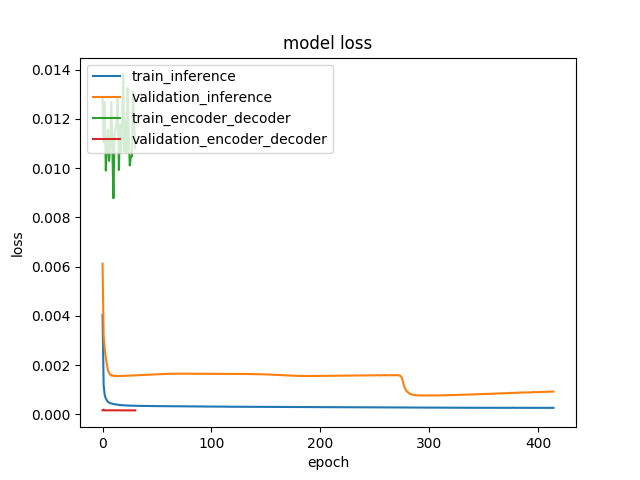 model loss
train_inference
validation_inference
train_encoder_decoder
validation_encoder_decoder
0.014
0.012
0.010
0.008
0.006
0.004
0.002
0.000
loss
0 100 200 300 400
epoch